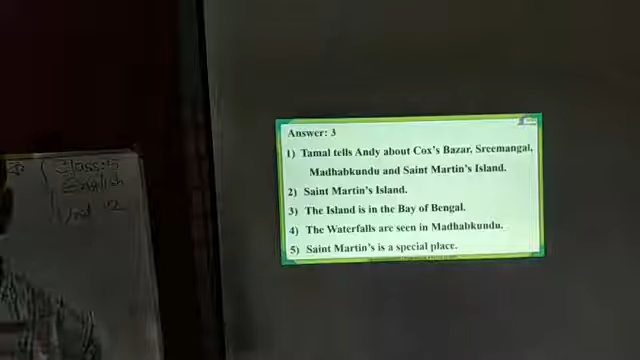 Class: 5
English
Answer: 3
1) Tamal tells Andy about Cox's Bazar, Sreemangal,
Madhabkundu and Saint Martin's Island.
2) Saint Martin's Island.
3) The Island is in the Bay of Bengal.
4) The Waterfalls are seen in Madhabkundu.
5) Saint Martin's is a special place.